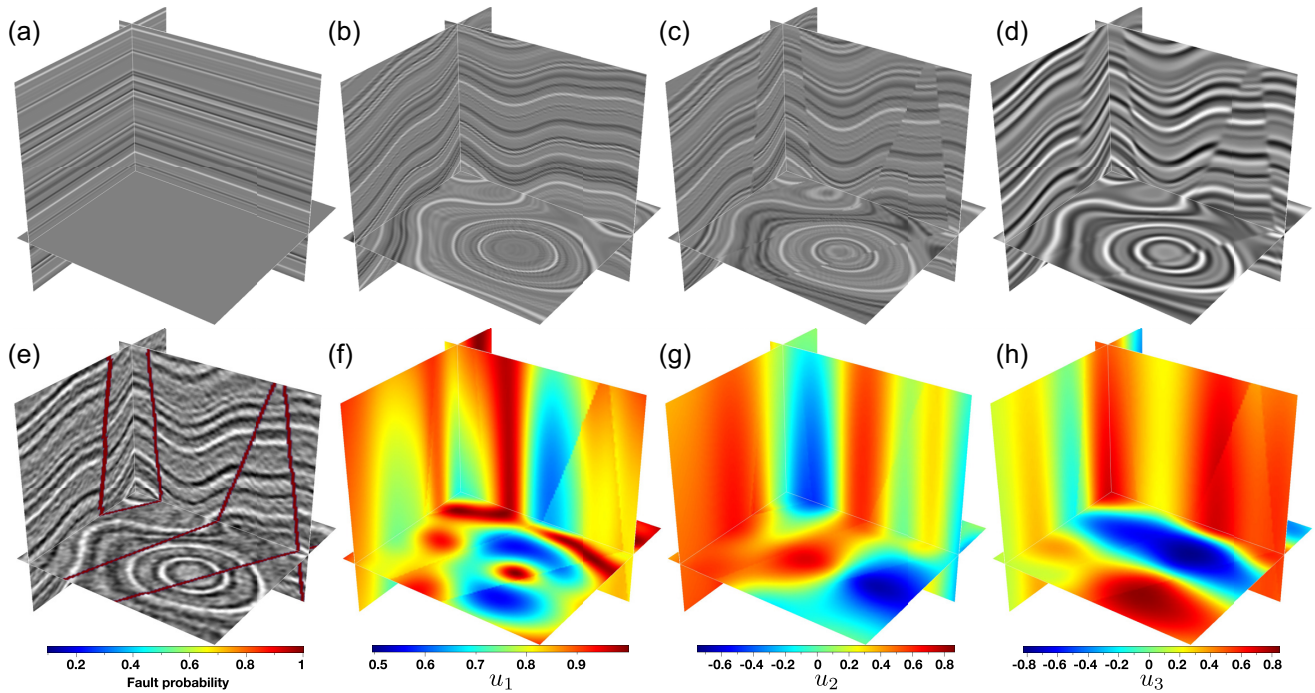 (a) (b) (c) (d)
(e) (f) (g) (h)
0.2 0.4 0.6 0.8 1
Fault probability
0.5 0.6 0.7 0.8 0.9
u1
-0.6 -0.4 -0.2 0 0.2 0.4 0.6 0.8
u2
-0.8 -0.6 -0.4 -0.2 0 0.2 0.4 0.6 0.8
u3